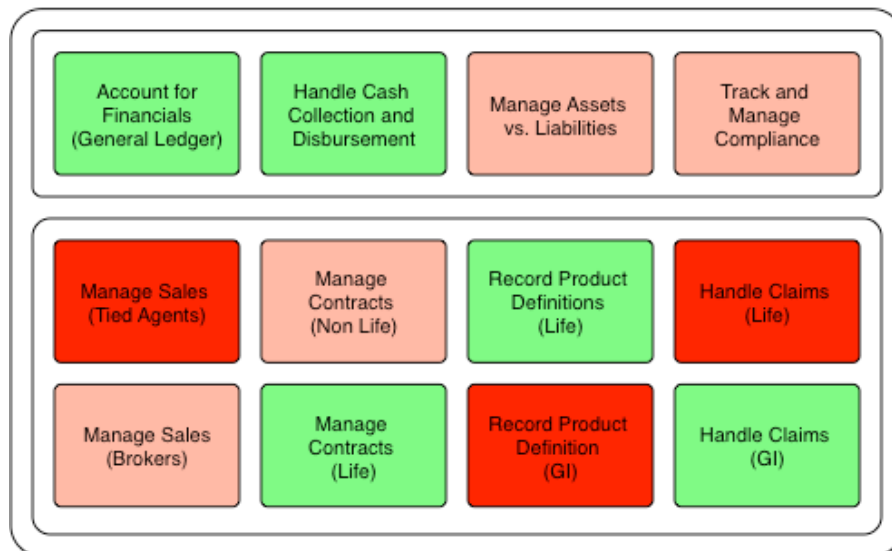 Account for
Financials
(General Ledger)
Handle Cash
Collection and
Disbursement
Manage Assets
vs. Liabilities
Track and
Manage
Compliance
Manage Sales
(Tied Agents)
Manage
Contracts
(Non Life)
Record Product
Definitions
(Life)
Handle Claims
(Life)
Manage Sales
(Brokers)
Manage
Contracts
(Life)
Record Product
Definition
(GI)
Handle Claims
(GI)